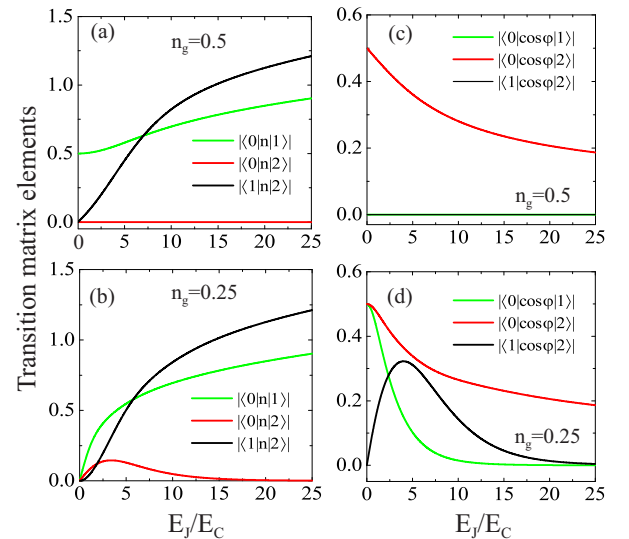 Transition matrix elements
(a)
n_g=0.5
1.5
1.0
0.5
0.0
|⟨0|n|1⟩|
|⟨0|n|2⟩|
|⟨1|n|2⟩|
0 5 10 15 20 25
(c)
0.6
0.4
0.2
0.0
|⟨0|cosφ|1⟩|
|⟨0|cosφ|2⟩|
|⟨1|cosφ|2⟩|
n_g=0.5
0 5 10 15 20 25
(b)
n_g=0.25
1.5
1.0
0.5
0.0
|⟨0|n|1⟩|
|⟨0|n|2⟩|
|⟨1|n|2⟩|
0 5 10 15 20 25
E_J/E_C
(d)
0.6
0.4
0.2
0.0
|⟨0|cosφ|1⟩|
|⟨0|cosφ|2⟩|
|⟨1|cosφ|2⟩|
n_g=0.25
0 5 10 15 20 25
E_J/E_C